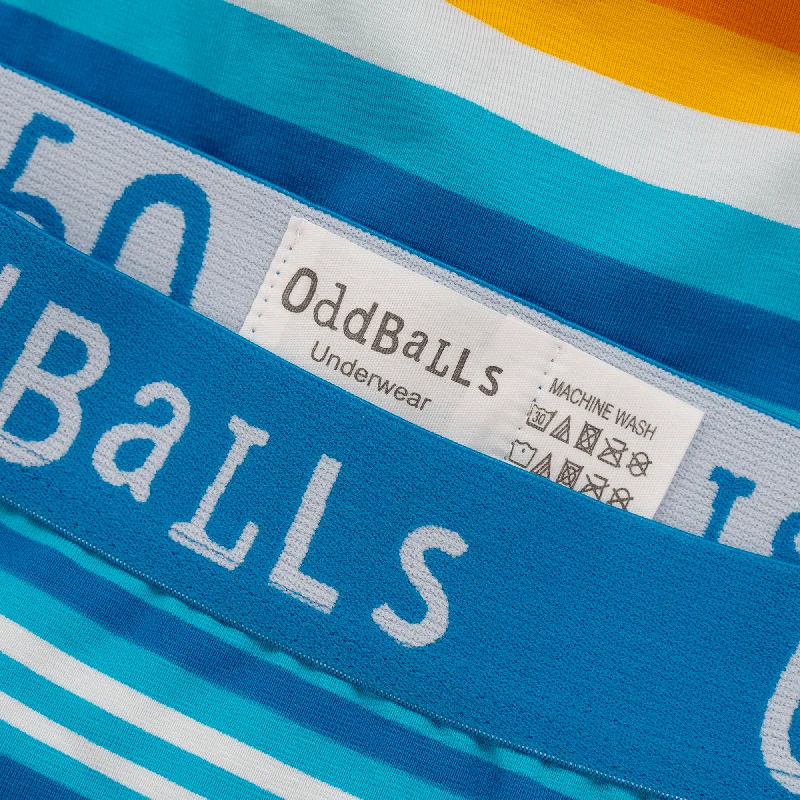 OddBalls
Underwear
MACHINE WASH
30
Balls